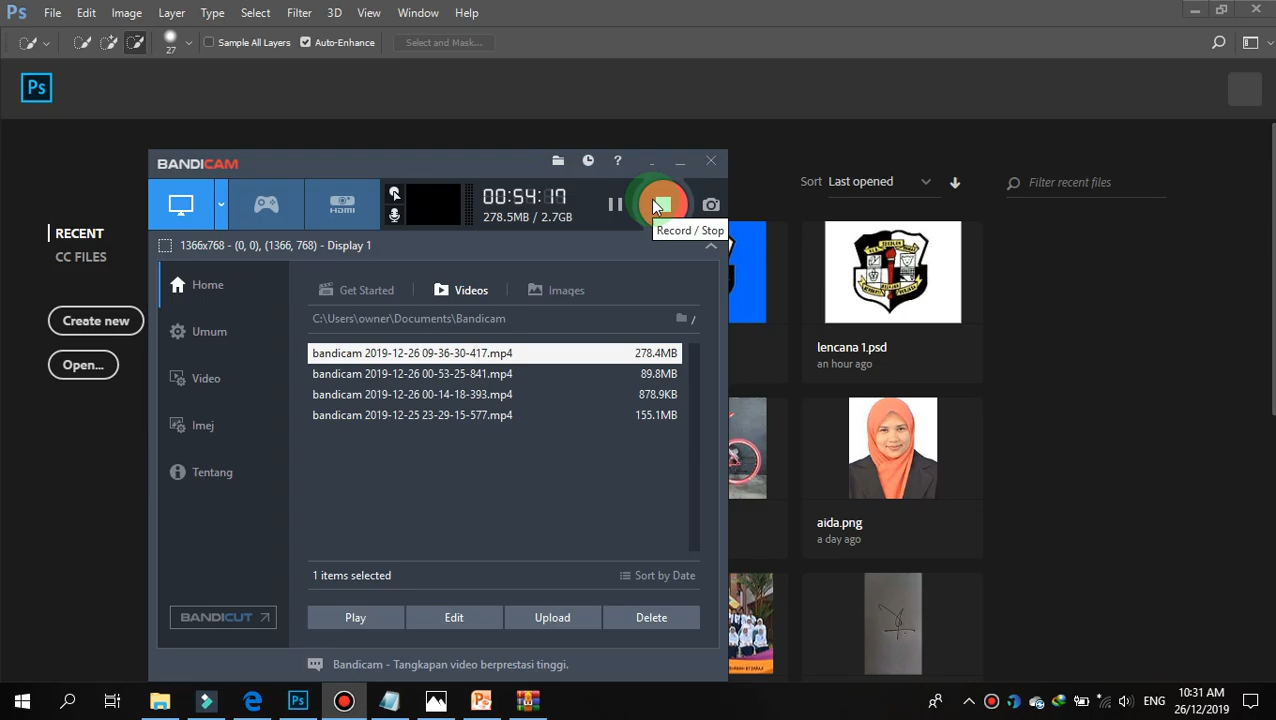 Ps File Edit Image Layer Type Select Filter 3D View Window Help
27 Sample All Layers Auto-Enhance Select and Mask...
Ps
BANDICAM ?
Sort Last opened Filter recent files
HDMI 00:54:17
278.5MB / 2.7GB
Record / Stop
RECENT
CC FILES
1366x768 - (0, 0), (1366, 768) - Display 1
Home
Get Started Videos Images
C:\Users\owner\Documents\Bandicam /
Create new
Umum
Open...
Video
Imej
Tentang
bandicam 2019-12-26 09-36-30-417.mp4 278.4MB
bandicam 2019-12-26 00-53-25-841.mp4 89.8MB
bandicam 2019-12-26 00-14-18-393.mp4 878.9KB
bandicam 2019-12-25 23-29-15-577.mp4 155.1MB
lencana 1.psd
an hour ago
aida.png
a day ago
1 items selected Sort by Date
BANDICUT Play Edit Upload Delete
Bandicam - Tangkapan video berprestasi tinggi.
Ps ENG 10:31 AM
26/12/2019